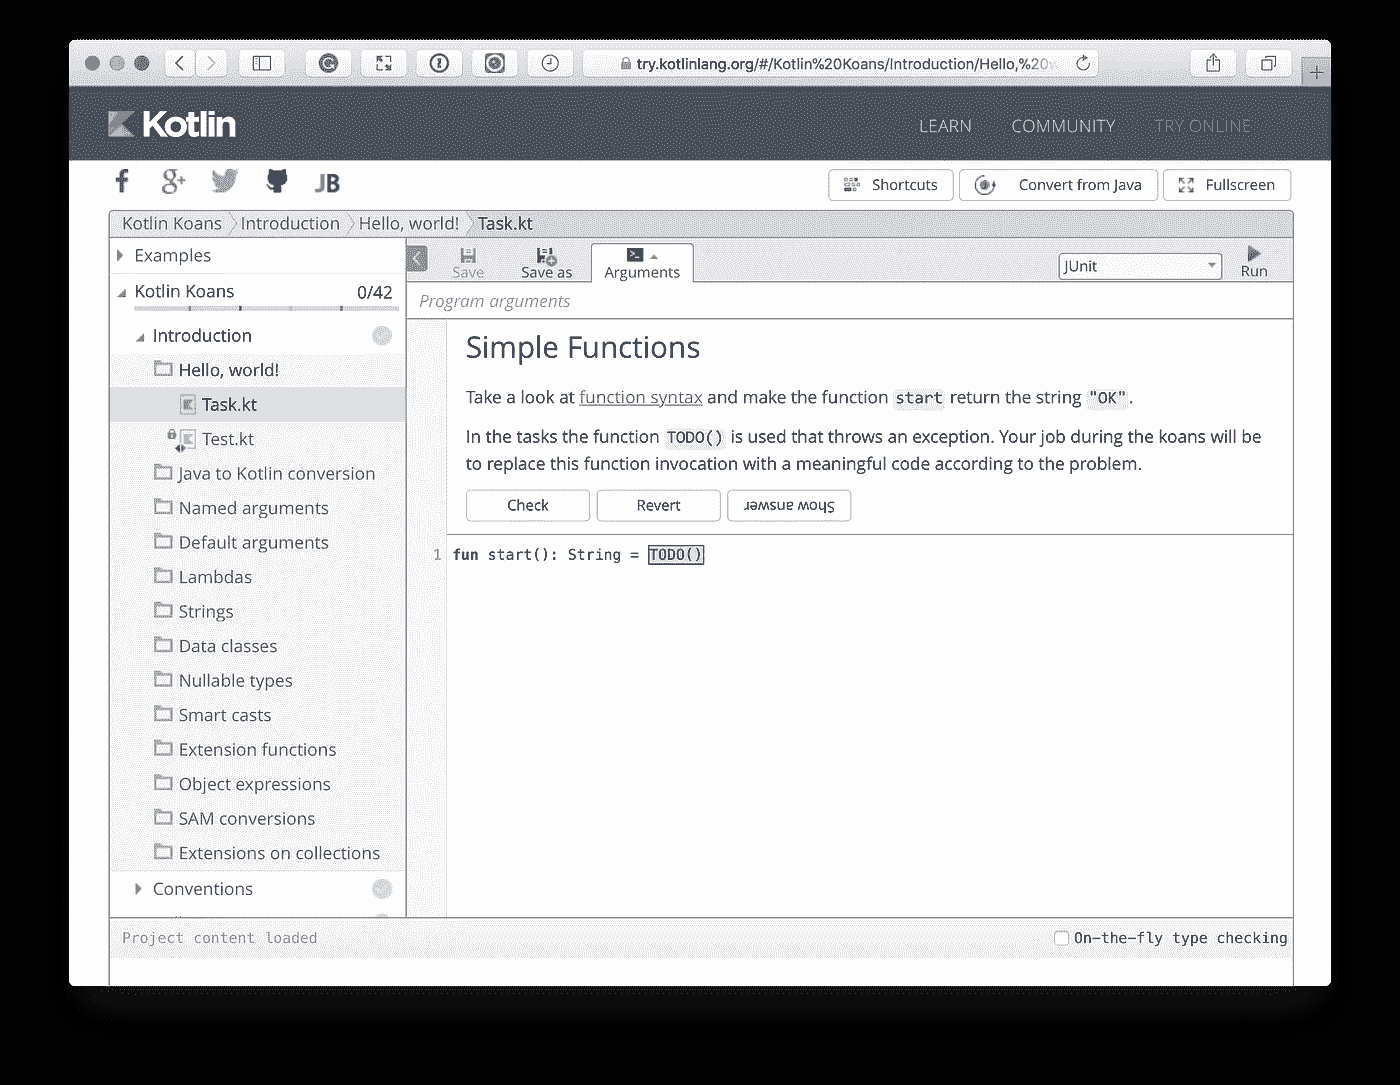 try.kotlinlang.org/#/Kotlin%20Koans/Introduction/Hello,%20w
Kotlin
LEARN COMMUNITY TRY ONLINE
f g+ JB
Shortcuts Convert from Java Fullscreen
Kotlin Koans Introduction Hello, world! Task.kt
Examples
Kotlin Koans 0/42
Introduction
Hello, world!
Task.kt
Test.kt
Java to Kotlin conversion
Named arguments
Default arguments
Lambdas
Strings
Data classes
Nullable types
Smart casts
Extension functions
Object expressions
SAM conversions
Extensions on collections
Conventions
Save Save as Arguments JUnit Run
Program arguments
Simple Functions
Take a look at function syntax and make the function start return the string "OK".
In the tasks the function TODO() is used that throws an exception. Your job during the koans will be
to replace this function invocation with a meaningful code according to the problem.
Check Revert Show answer
1 fun start(): String = TODO()
Project content loaded On-the-fly type checking